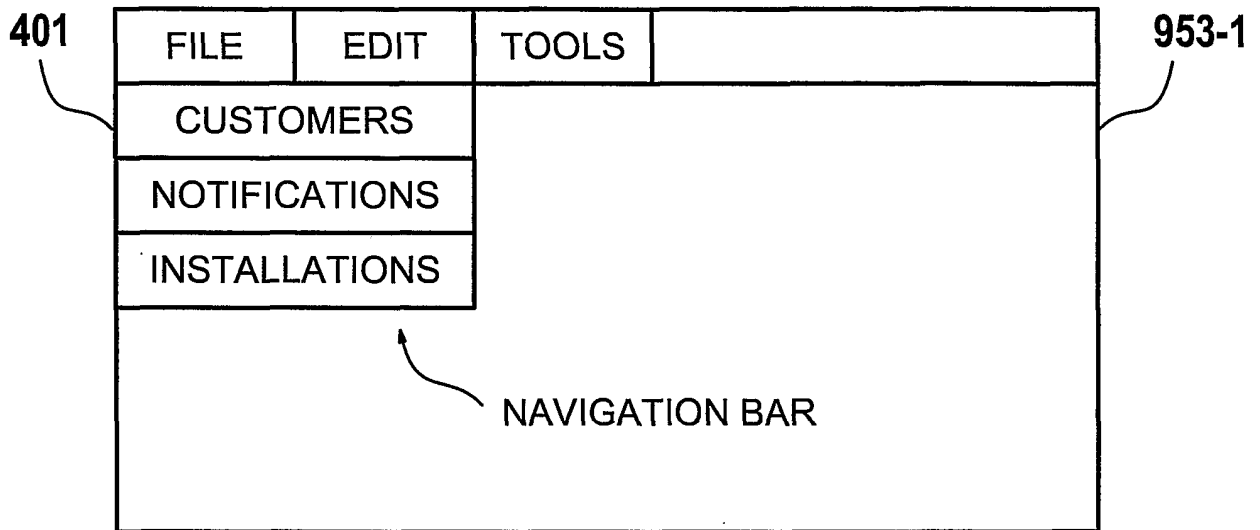 401
953-1
FILE EDIT TOOLS
CUSTOMERS
NOTIFICATIONS
INSTALLATIONS
NAVIGATION BAR